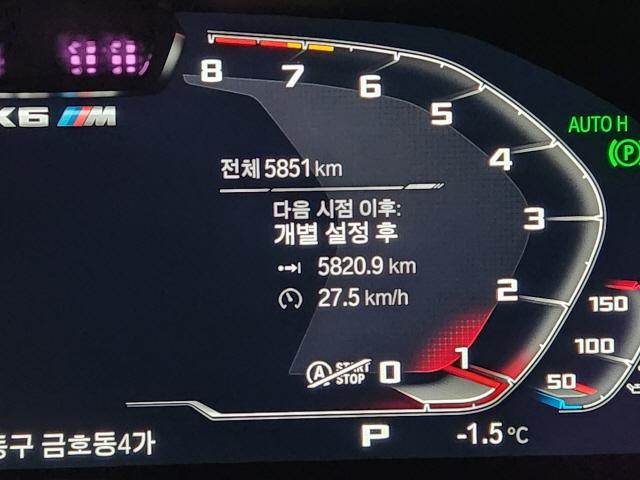 X6 M
8
7
6
5
4
3
2
1
0
AUTO H
(P)
전체 5851 km
다음 시점 이후:
개별 설정 후
5820.9 km
27.5 km/h
A START STOP
150
100
50
동구 금호동4가
P
-1.5 °C